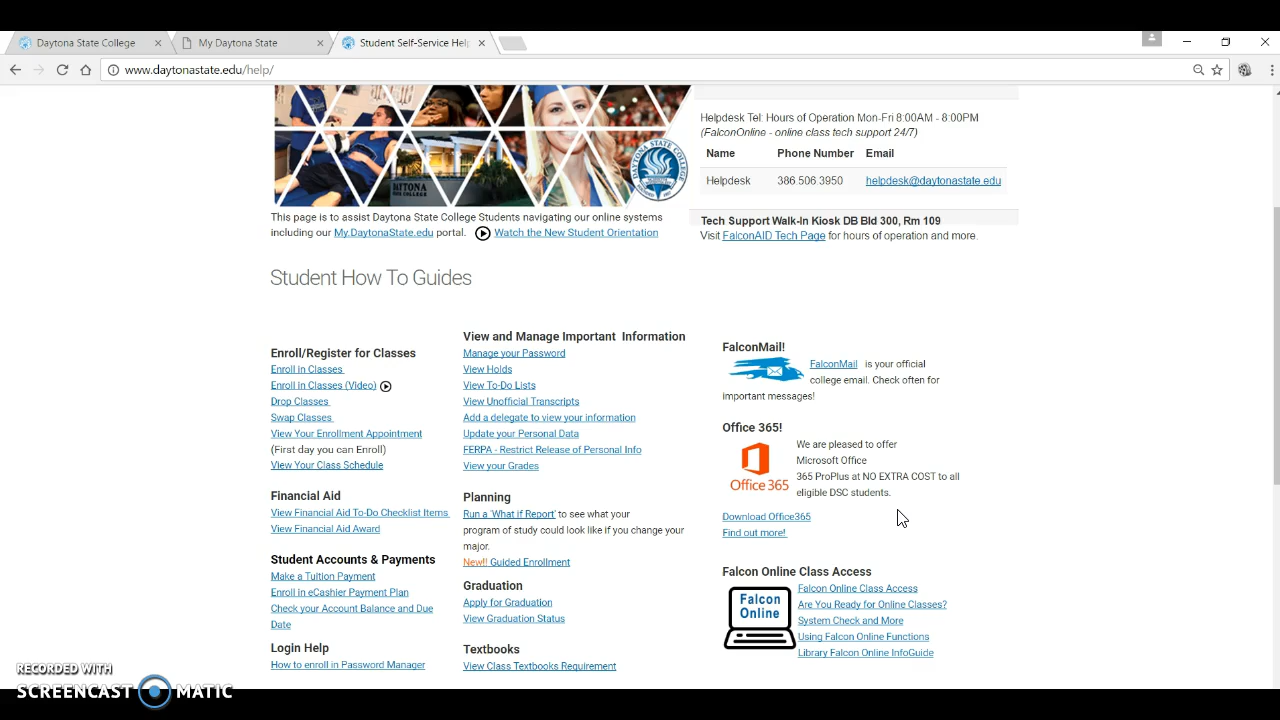 Daytona State College
My Daytona State
Student Self-Service Hel
www.daytonastate.edu/help/
DAYTONA STATE COLLEGE
This page is to assist Daytona State College Students navigating our online systems
including our My.DaytonaState.edu portal. Watch the New Student Orientation
Helpdesk Tel: Hours of Operation Mon-Fri 8:00AM - 8:00PM
(FalconOnline - online class tech support 24/7)
Name Phone Number Email
Helpdesk 386.506.3950 helpdesk@daytonastate.edu
Tech Support Walk-In Kiosk DB Bld 300, Rm 109
Visit FalconAID Tech Page for hours of operation and more.
Student How To Guides
Enroll/Register for Classes
Enroll in Classes
Enroll in Classes (Video)
Drop Classes
Swap Classes
View Your Enrollment Appointment
(First day you can Enroll)
View Your Class Schedule
Financial Aid
View Financial Aid To-Do Checklist Items
View Financial Aid Award
Student Accounts & Payments
Make a Tuition Payment
Enroll in eCashier Payment Plan
Check your Account Balance and Due
Date
Login Help
How to enroll in Password Manager
View and Manage Important Information
Manage your Password
View Holds
View To-Do Lists
View Unofficial Transcripts
Add a delegate to view your information
Update your Personal Data
FERPA - Restrict Release of Personal Info
View your Grades
Planning
Run a 'What if Report' to see what your
program of study could look like if you change your
major.
New!! Guided Enrollment
Graduation
Apply for Graduation
View Graduation Status
Textbooks
View Class Textbooks Requirement
FalconMail!
FalconMail is your official
college email. Check often for
important messages!
Office 365!
Office 365
We are pleased to offer
Microsoft Office
365 ProPlus at NO EXTRA COST to all
eligible DSC students.
Download Office365
Find out more!
Falcon Online Class Access
Falcon
Online
Falcon Online Class Access
Are You Ready for Online Classes?
System Check and More
Using Falcon Online Functions
Library Falcon Online InfoGuide
RECORDED WITH
SCREENCAST MATIC